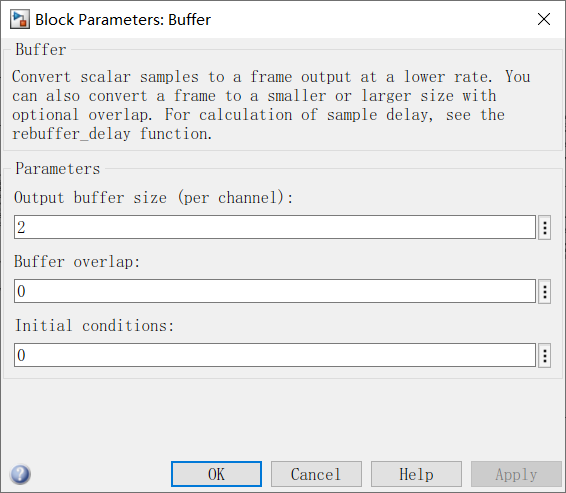 Block Parameters: Buffer
Buffer
Convert scalar samples to a frame output at a lower rate. You
can also convert a frame to a smaller or larger size with
optional overlap. For calculation of sample delay, see the
rebuffer_delay function.
Parameters
Output buffer size (per channel):
2
Buffer overlap:
0
Initial conditions:
0
OK Cancel Help Apply